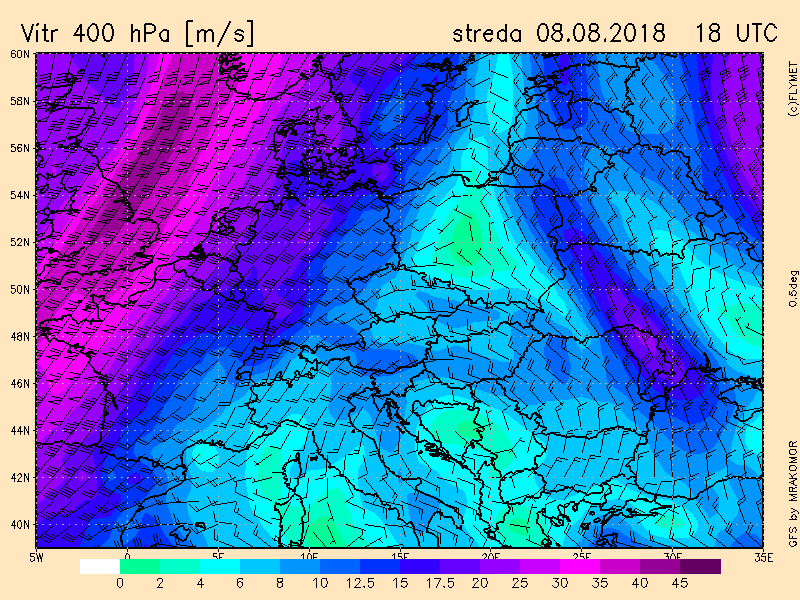 Vítr 400 hPa [m/s] streda 08.08.2018 18 UTC
(c)FLYMET
0.5deg
GFS by MRAKOMOR
60N
58N
56N
54N
52N
50N
48N
46N
44N
42N
40N
5W 0 5E 10E 15E 20E 25E 30E 35E
0 2 4 6 8 10 12.5 15 17.5 20 25 30 35 40 45